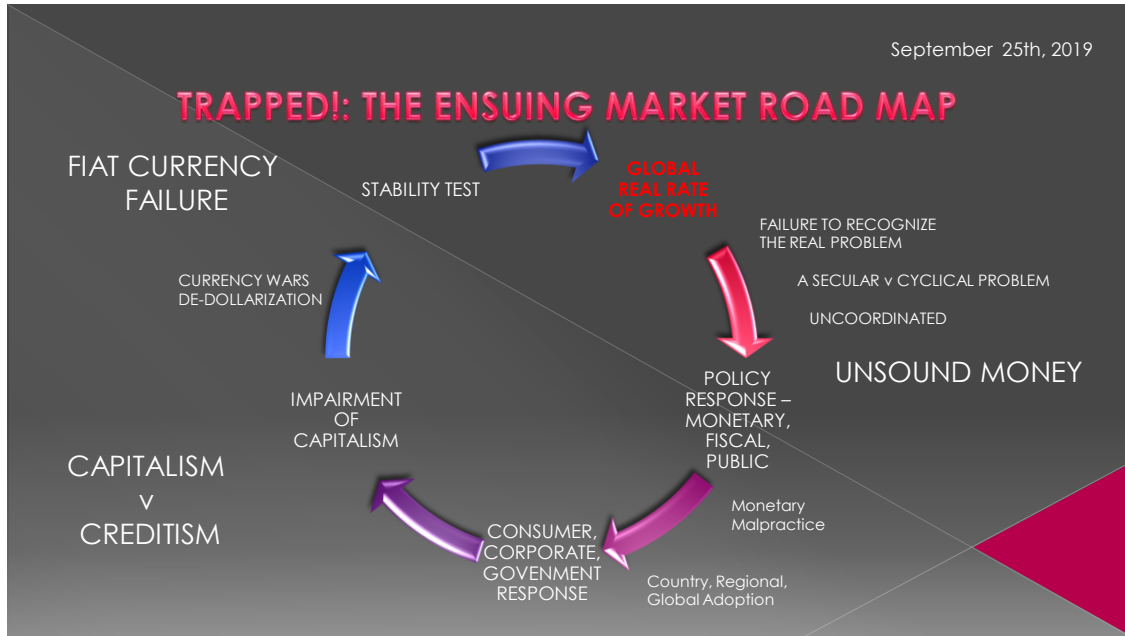 September 25th, 2019
TRAPPED!: THE ENSUING MARKET ROAD MAP
FIAT CURRENCY
FAILURE
STABILITY TEST
GLOBAL
REAL RATE
OF GROWTH
FAILURE TO RECOGNIZE
THE REAL PROBLEM
A SECULAR v CYCLICAL PROBLEM
UNCOORDINATED
UNSOUND MONEY
POLICY
RESPONSE –
MONETARY,
FISCAL,
PUBLIC
Monetary
Malpractice
Country, Regional,
Global Adoption
CONSUMER,
CORPORATE,
GOVENMENT
RESPONSE
CAPITALISM
v
CREDITISM
IMPAIRMENT
OF
CAPITALISM
CURRENCY WARS
DE-DOLLARIZATION